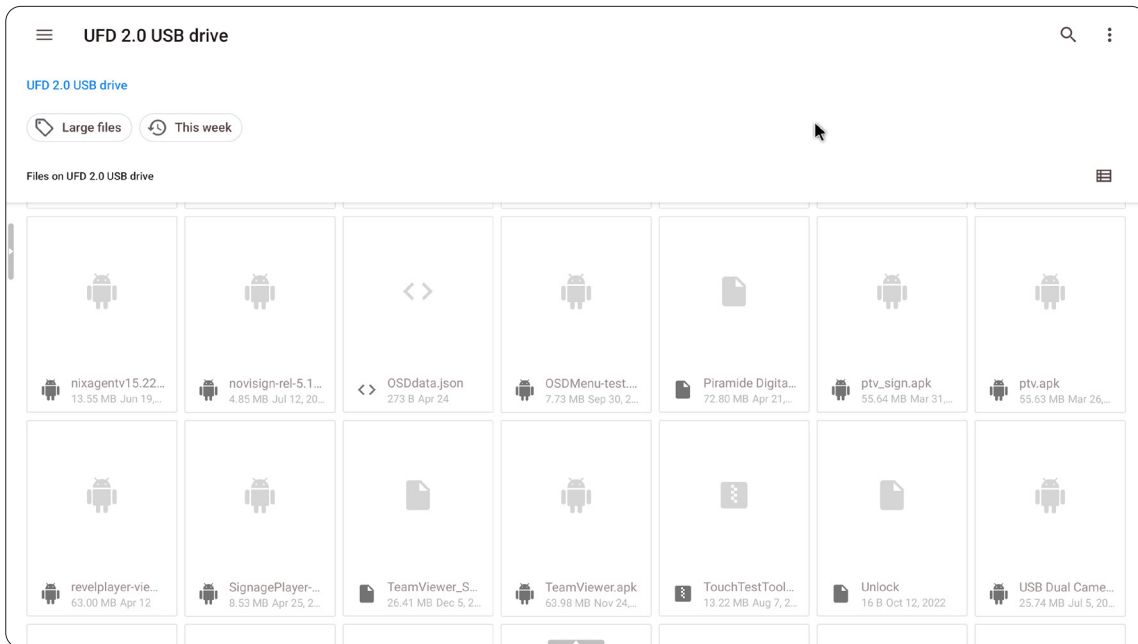 UFD 2.0 USB drive
UFD 2.0 USB drive
Large files
This week
Files on UFD 2.0 USB drive
nixagentv15.22...
13.55 MB Jun 19,...
novisign-rel-5.1...
4.85 MB Jul 12, 20...
OSDdata.json
273 B Apr 24
OSDMenu-test....
7.73 MB Sep 30, 2...
Piramide Digita...
72.80 MB Apr 21,...
ptv_sign.apk
55.64 MB Mar 31,...
ptv.apk
55.63 MB Mar 26,...
revelplayer-vie...
63.00 MB Apr 12
SignagePlayer-...
8.53 MB Apr 25, 2...
TeamViewer_S...
26.41 MB Dec 5, 2...
TeamViewer.apk
63.98 MB Nov 24,...
TouchTestTool...
13.22 MB Aug 7, 2...
Unlock
16 B Oct 12, 2022
USB Dual Came...
25.74 MB Jul 5, 20...